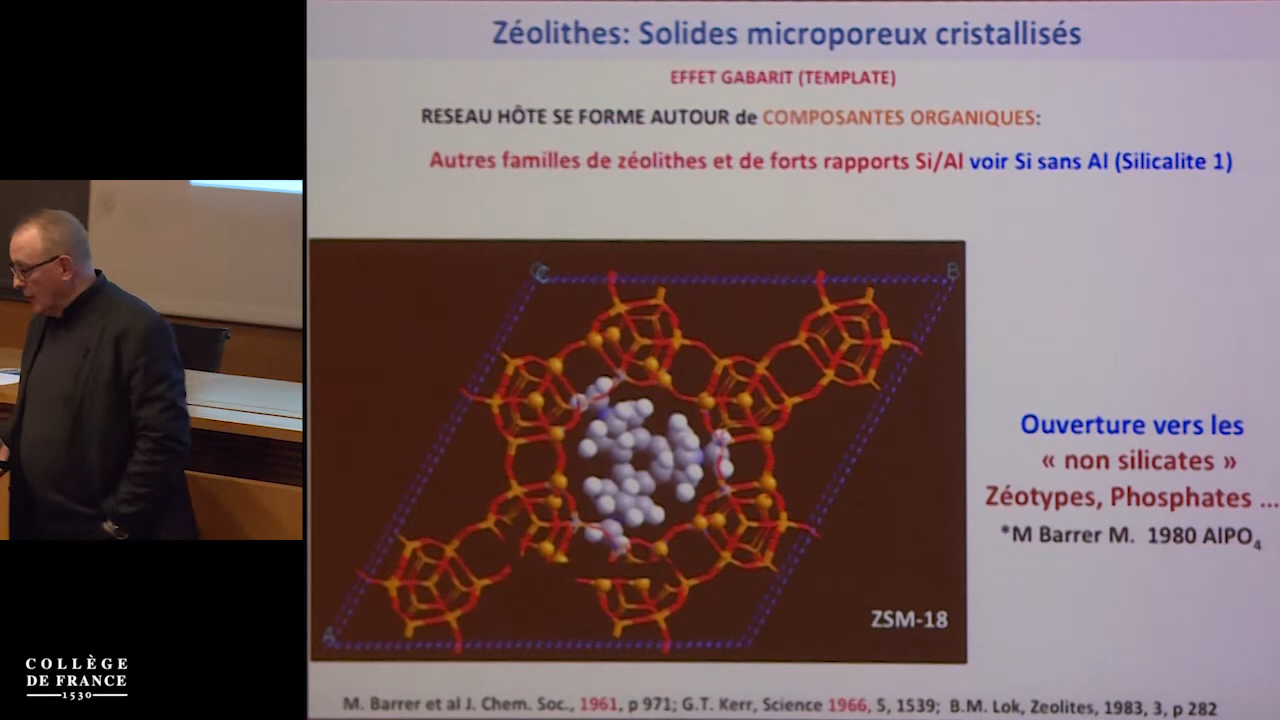 Zéolithes: Solides microporeux cristallisés
EFFET GABARIT (TEMPLATE)
RESEAU HÔTE SE FORME AUTOUR de COMPOSANTES ORGANIQUES:
Autres familles de zéolithes et de forts rapports Si/Al voir Si sans Al (Silicalite 1)
C
B
A
ZSM-18
Ouverture vers les
« non silicates »
Zéotypes, Phosphates ...
*M Barrer M. 1980 AlPO₄
M. Barrer et al J. Chem. Soc., 1961, p 971; G.T. Kerr, Science 1966, 5, 1539; B.M. Lok, Zeolites, 1983, 3, p 282
COLLÈGE
DE FRANCE
1530